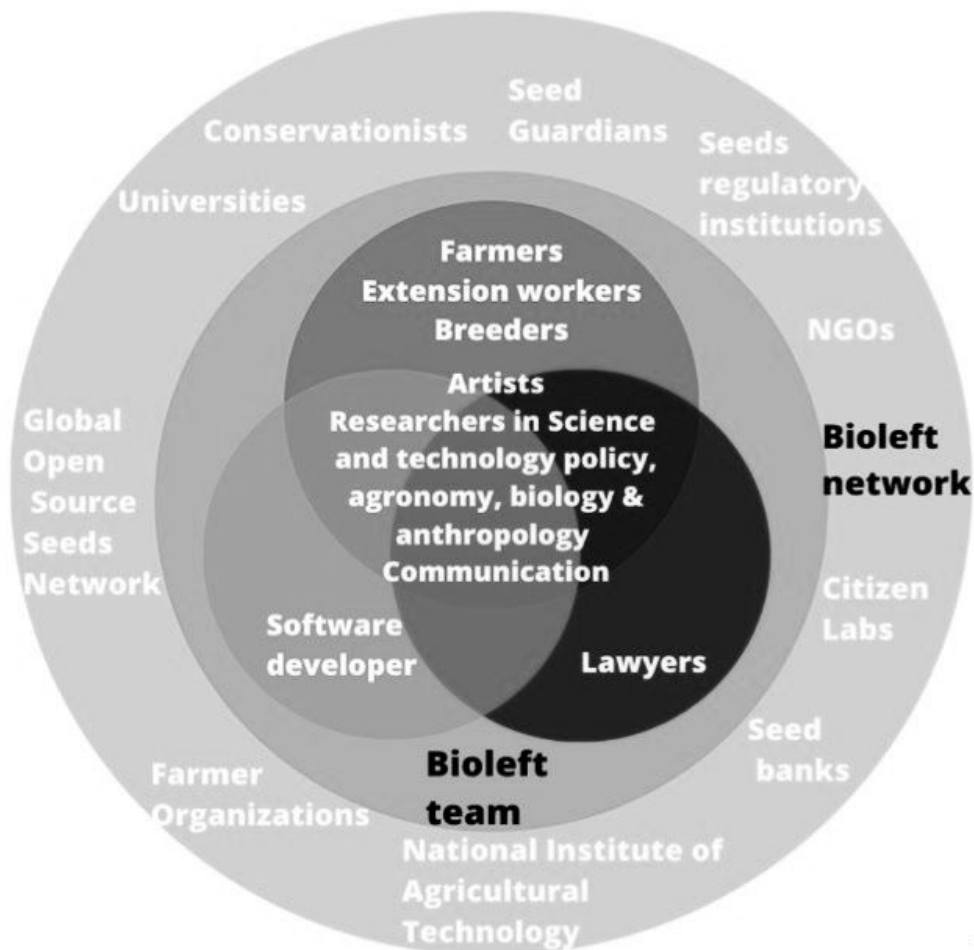 Seed
Guardians
Conservationists
Seeds
regulatory
institutions
Universities
Farmers
Extension workers
Breeders
NGOs
Artists
Researchers in Science
and technology policy,
agronomy, biology &
anthropology
Communication
Global
Open
Source
Seeds
Network
Bioleft
network
Citizen
Labs
Software
developer
Lawyers
Seed
banks
Bioleft
team
Farmer
Organizations
National Institute of
Agricultural
Technology